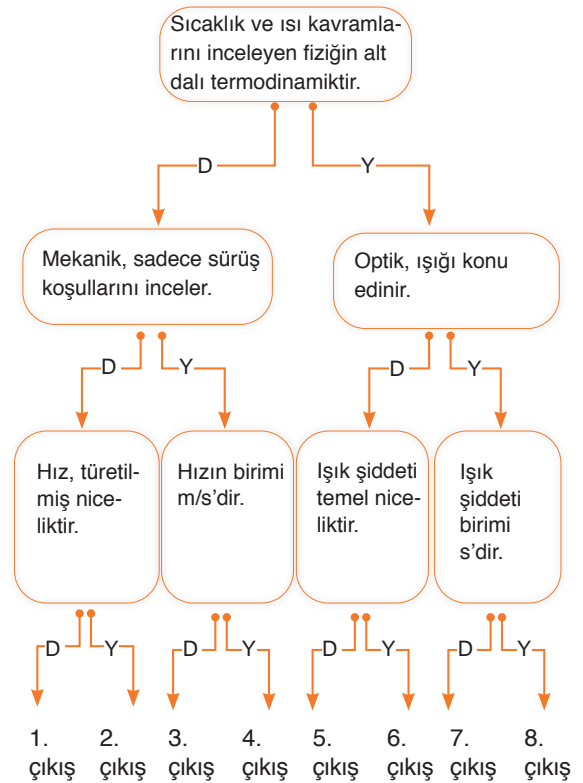 Sıcaklık ve ısı kavramla-
rını inceleyen fiziğin alt
dalı termodinamiktir.
D
Y
Mekanik, sadece sürüş
koşullarını inceler.
Optik, ışığı konu
edinir.
D
Y
D
Y
Hız, türetil-
miş nice-
liktir.
Hızın birimi
m/s’dir.
Işık şiddeti
temel nice-
liktir.
Işık
şiddeti
birimi
s’dir.
D
Y
D
Y
D
Y
D
Y
1.
çıkış
2.
çıkış
3.
çıkış
4.
çıkış
5.
çıkış
6.
çıkış
7.
çıkış
8.
çıkış